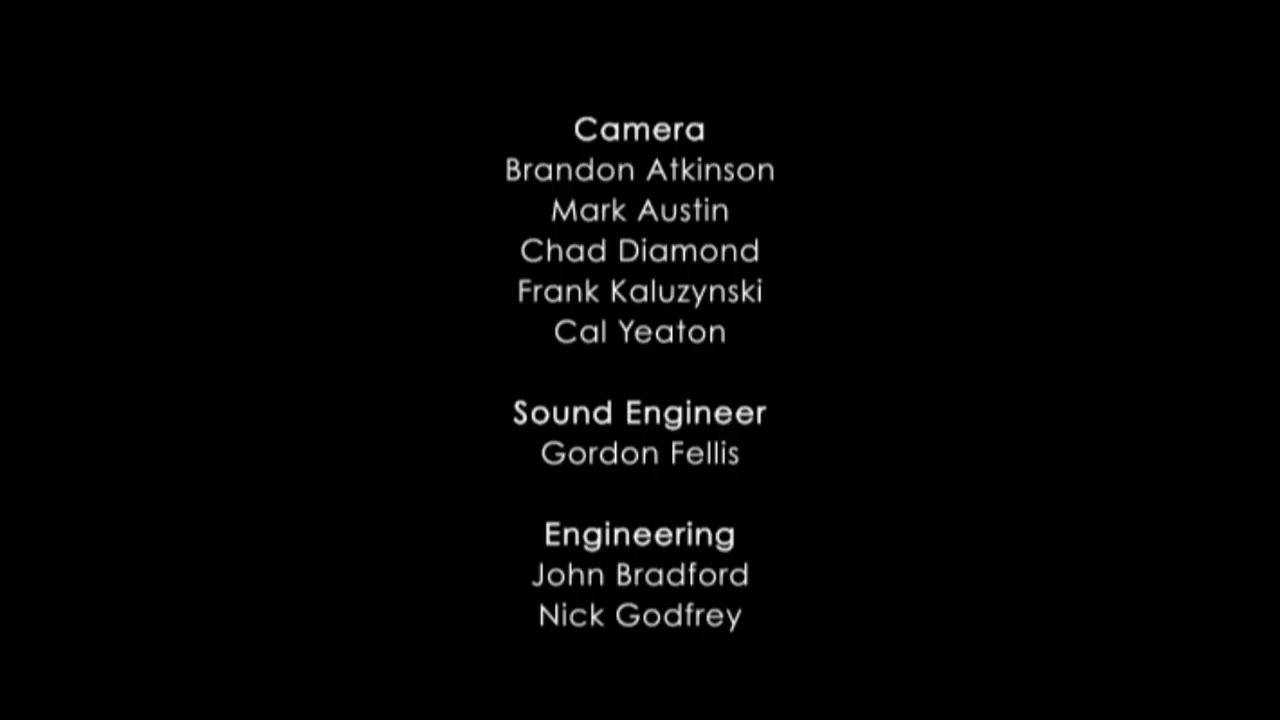 Camera
Brandon Atkinson
Mark Austin
Chad Diamond
Frank Kaluzynski
Cal Yeaton
Sound Engineer
Gordon Fellis
Engineering
John Bradford
Nick Godfrey